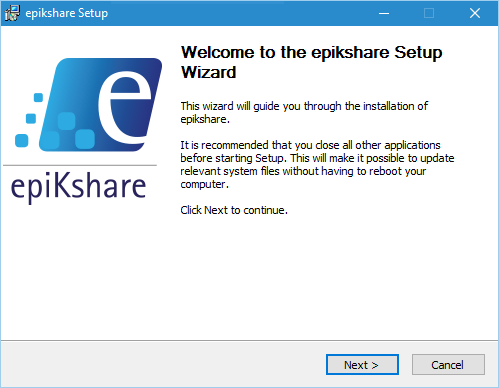 epikshare Setup
Welcome to the epikshare Setup
Wizard
This wizard will guide you through the installation of
epikshare.
It is recommended that you close all other applications
before starting Setup. This will make it possible to update
relevant system files without having to reboot your
computer.
Click Next to continue.
e
epiKshare
Next >
Cancel